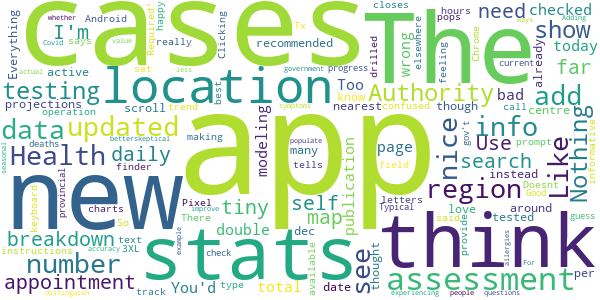 cases
The
closes
hours
need
checked
whether
Android
pops
happy
Covid
says
value
really
Required'
Tx
Clicking
recommended
elsewhere
drilled
wrong
feeling
Chrome
ways
Adding
show
already
today
current
Everything
I'm
testing
active
set
government
progress
location
Authority
bad
far
actual
less
projections
scroll
trend
best
Too
know
nearest
confused
though
call
centre
operation
add
data
updated
app
info
nice
Like
Nothing
informative
deaths
betterskeptical
making
modeling
many
page
Use
search
prompt
gov't
Health
daily
finder
tells
populate
symptoms
field
instead
Doesnt
Good
new
seasonal
keyboard
provincial
charts
Pixel
letters
Typical
region
self
map
publication
tiny
There
So
improve
said
tested
love
around
guess
breakdown
text
3XL
double
dec
stats
see
thought
think
provide
instructions
accuracy
check
example
available
number
You'd
assessment
allergies
For
per
appointment
track
type
total
date
distinguish
experiencing
people
questions